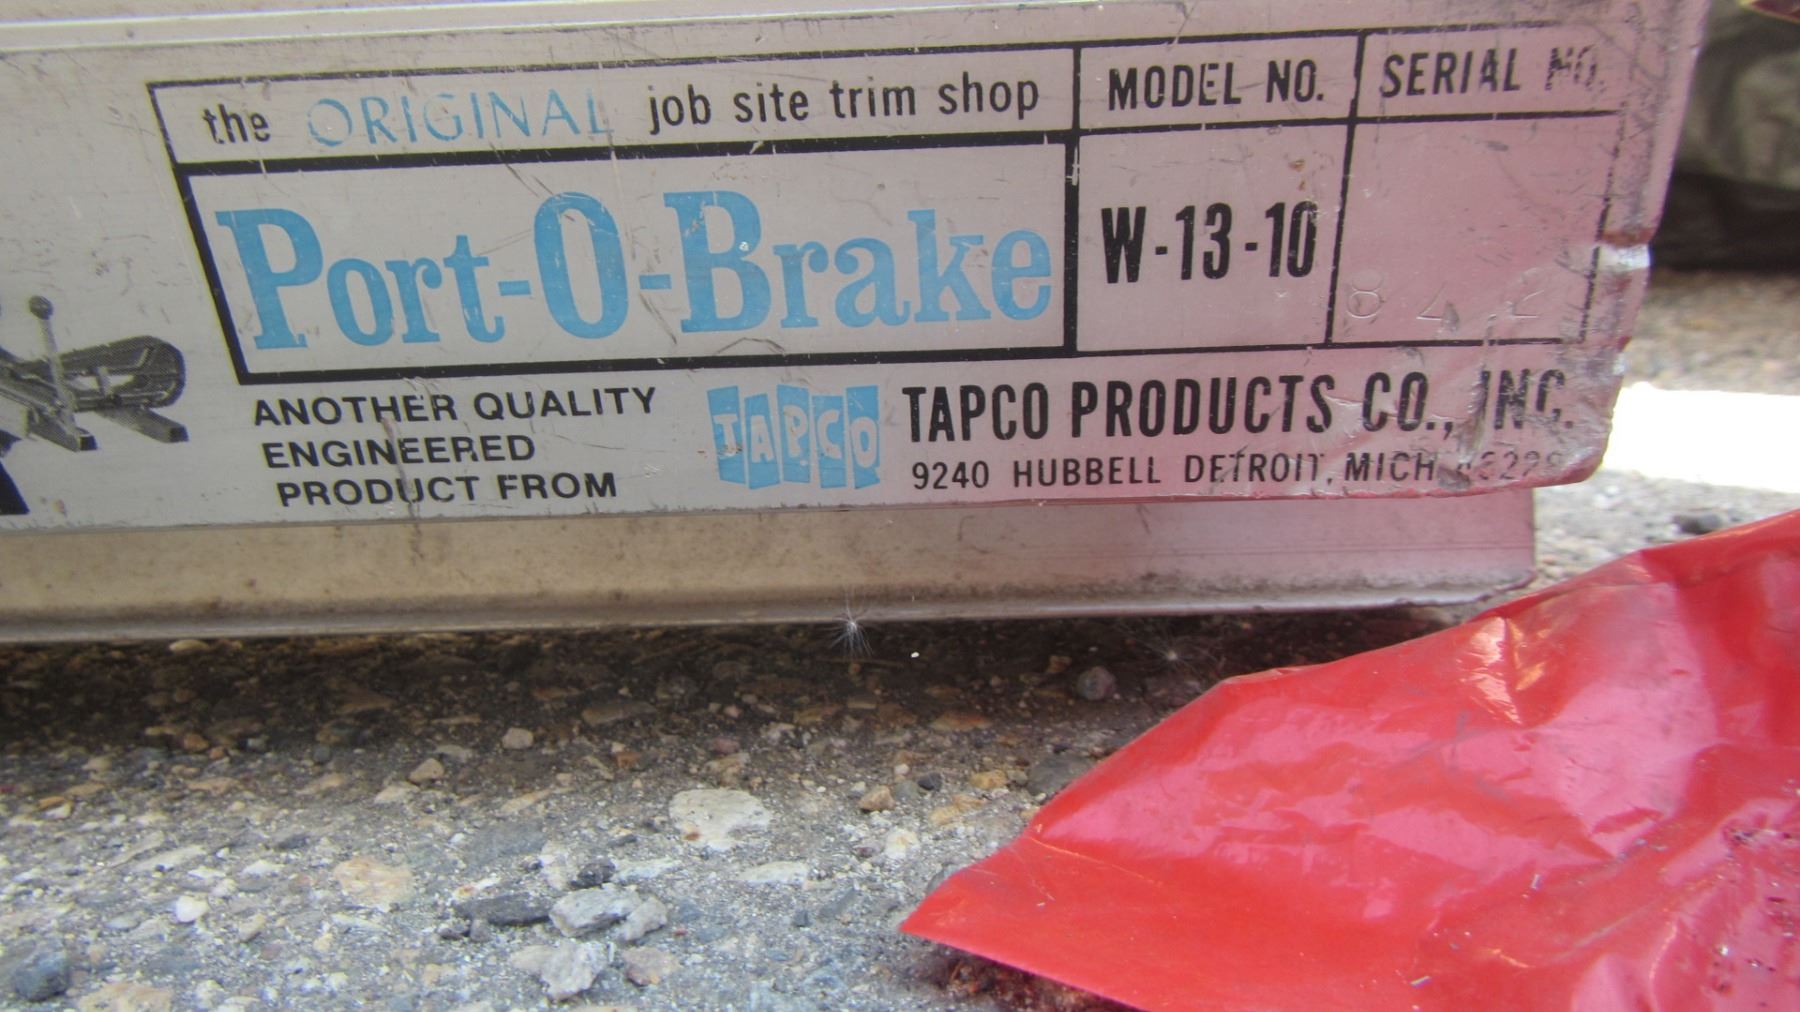 the ORIGINAL job site trim shop
MODEL NO.
SERIAL NO.
Port-O-Brake
W-13-10
ANOTHER QUALITY
ENGINEERED
PRODUCT FROM
TAPCO
TAPCO PRODUCTS CO., INC.
9240 HUBBELL DETROIT, MICH